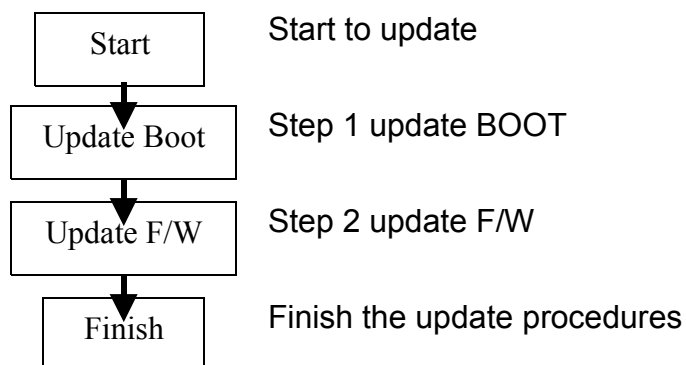 Start
Start to update
Update Boot
Step 1 update BOOT
Update F/W
Step 2 update F/W
Finish
Finish the update procedures